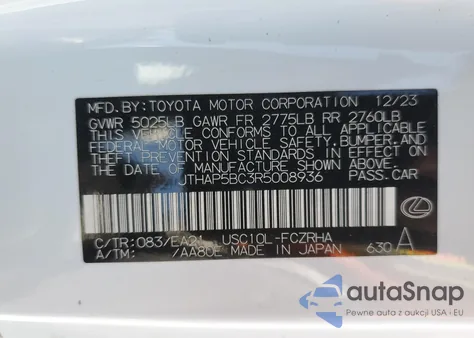 MFD.BY:TOYOTA MOTOR CORPORATION 12/23
GVWR 5025LB GAWR FR 2775LB RR 2760LB
THIS VEHICLE CONFORMS TO ALL APPLICABLE
FEDERAL MOTOR VEHICLE SAFETY, BUMPER, AND
THEFT PREVENTION STANDARDS IN EFFECT ON
THE DATE OF MANUFACTURE SHOWN ABOVE.
JTHAP5BC3R5008936 PASS.CAR
C/TR:083/EA21 USC10L-FCZRHA
A/TM: /AA80E MADE IN JAPAN 630 A
autoSnap
Pewne auta z aukcji USA - EU